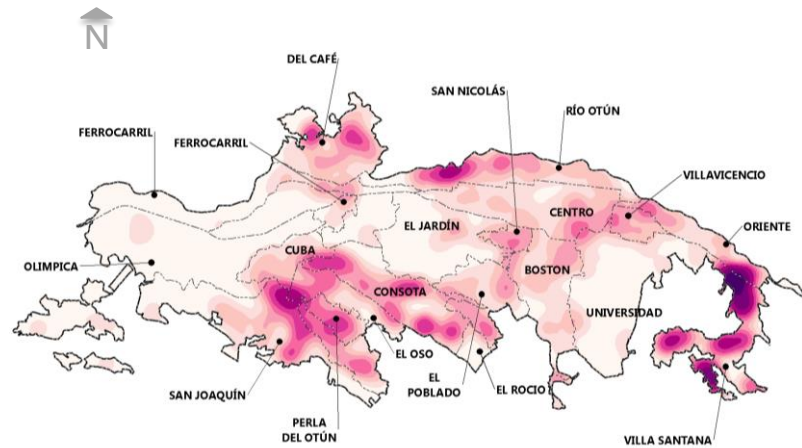 N
DEL CAFÉ
SAN NICOLÁS
RÍO OTÚN
FERROCARRIL
FERROCARRIL
VILLAVICENCIO
CENTRO
EL JARDÍN
ORIENTE
CUBA
OLIMPICA
BOSTON
CONSOTA
UNIVERSIDAD
EL OSO
SAN JOAQUÍN
EL
POBLADO
EL ROCIO
PERLA
DEL OTÚN
VILLA SANTANA